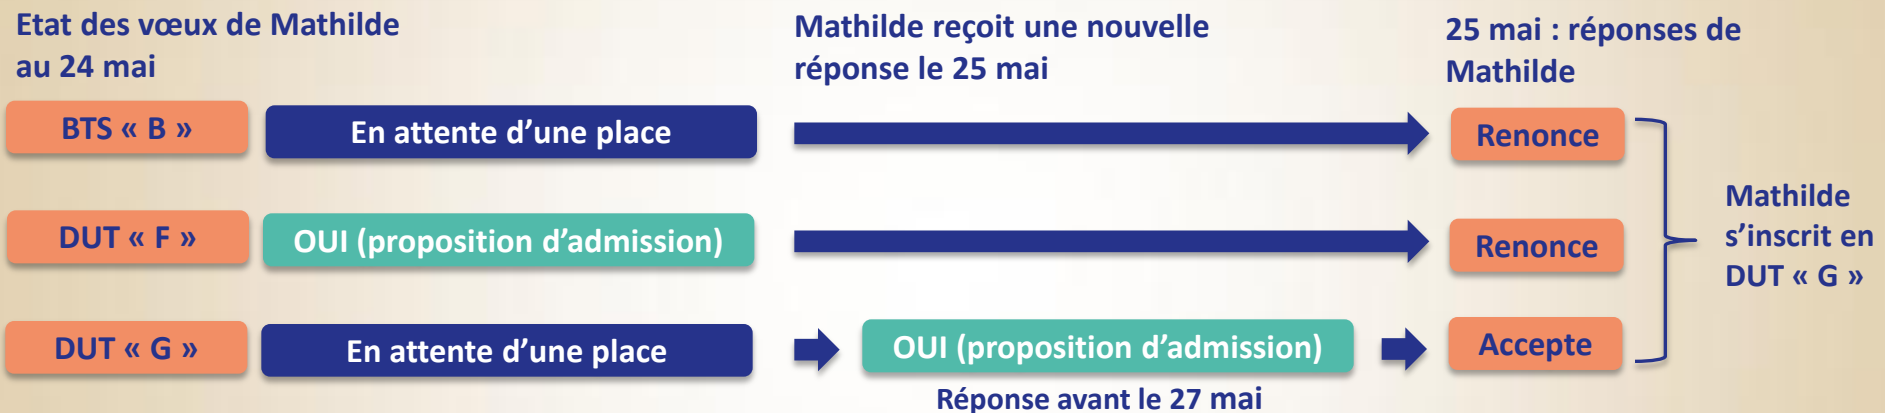 Etat des vœux de Mathilde
au 24 mai
Mathilde reçoit une nouvelle
réponse le 25 mai
25 mai : réponses de
Mathilde
BTS « B »
En attente d’une place
Renonce
DUT « F »
OUI (proposition d’admission)
Renonce
DUT « G »
En attente d’une place
OUI (proposition d’admission)
Accepte
Réponse avant le 27 mai
Mathilde
s’inscrit en
DUT « G »